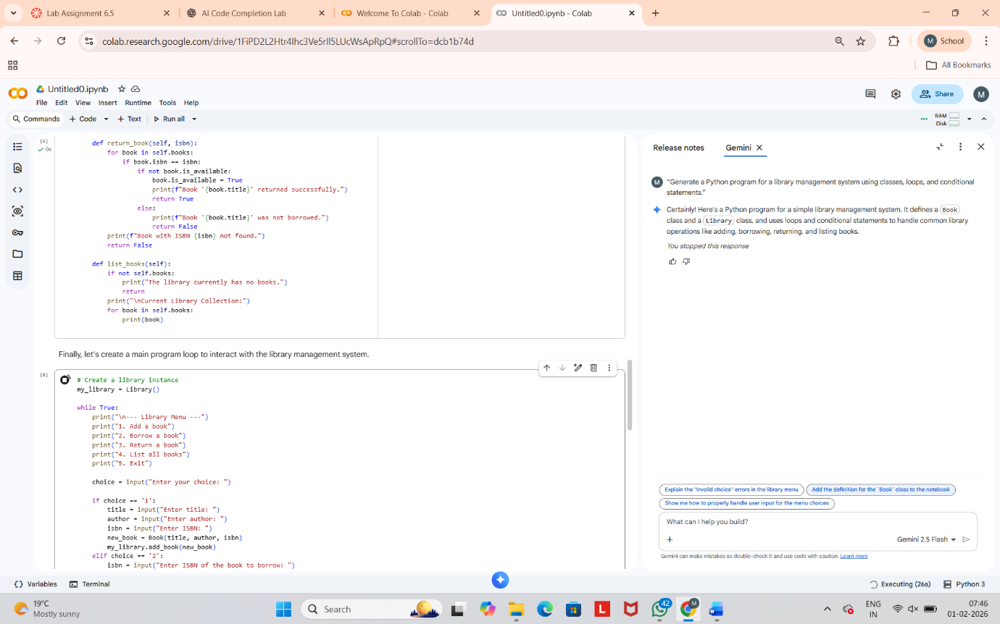 Lab Assignment 6.5
AI Code Completion Lab
Welcome To Colab - Colab
Untitled0.ipynb - Colab
colab.research.google.com/drive/1FiPD2L2Htr4Ihc3Ve5rIl5LUcWsApRpQ#scrollTo=dcb1b74d
M School
All Bookmarks
Untitled0.ipynb
File Edit View Insert Runtime Tools Help
Share
M
Commands + Code + Text Run all
RAM
Disk
[6]
0s
def return_book(self, isbn):
for book in self.books:
if book.isbn == isbn:
if not book.is_available:
book.is_available = True
print(f"Book '{book.title}' returned successfully.")
return True
else:
print(f"Book '{book.title}' was not borrowed.")
return False
print(f"Book with ISBN {isbn} not found.")
return False
def list_books(self):
if not self.books:
print("The library currently has no books.")
return
print("\nCurrent Library Collection:")
for book in self.books:
print(book)
Finally, let's create a main program loop to interact with the library management system.
[8]
# Create a library instance
my_library = Library()
while True:
print("\n--- Library Menu ---")
print("1. Add a book")
print("2. Borrow a book")
print("3. Return a book")
print("4. List all books")
print("5. Exit")
choice = input("Enter your choice: ")
if choice == '1':
title = input("Enter title: ")
author = input("Enter author: ")
isbn = input("Enter ISBN: ")
new_book = Book(title, author, isbn)
my_library.add_book(new_book)
elif choice == '2':
isbn = input("Enter ISBN of the book to borrow: ")
Release notes
Gemini
M
“Generate a Python program for a library management system using classes, loops, and conditional
statements.”
Certainly! Here's a Python program for a simple library management system. It defines a Book
class and a Library class, and uses loops and conditional statements to handle common library
operations like adding, borrowing, returning, and listing books.
You stopped this response
Explain the "Invalid choice" errors in the library menu
Add the definition for the `Book` class to the notebook
Show me how to properly handle user input for the menu choices
What can I help you build?
Gemini 2.5 Flash
Gemini can make mistakes so double-check it and use code with caution. Learn more
Variables
Terminal
Executing (26s)
Python 3
19°C
Mostly sunny
Search
L
42
M
ENG
IN
07:46
01-02-2026